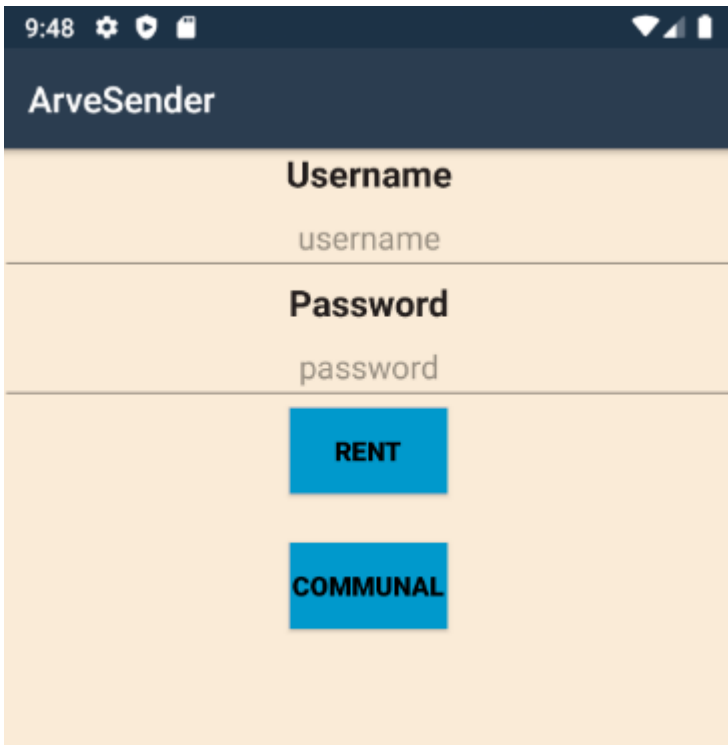 9:48
ArveSender
Username
username
Password
password
RENT
COMMUNAL